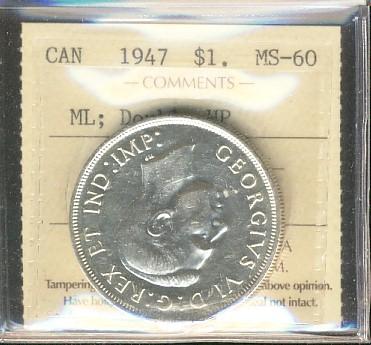 CAN 1947 $1. MS-60
COMMENTS
ML; Double HP
GEORGIVS VI D:G:REX ET IND:IMP:
A
M.
Tampering
above opinion.
Have
not intact.